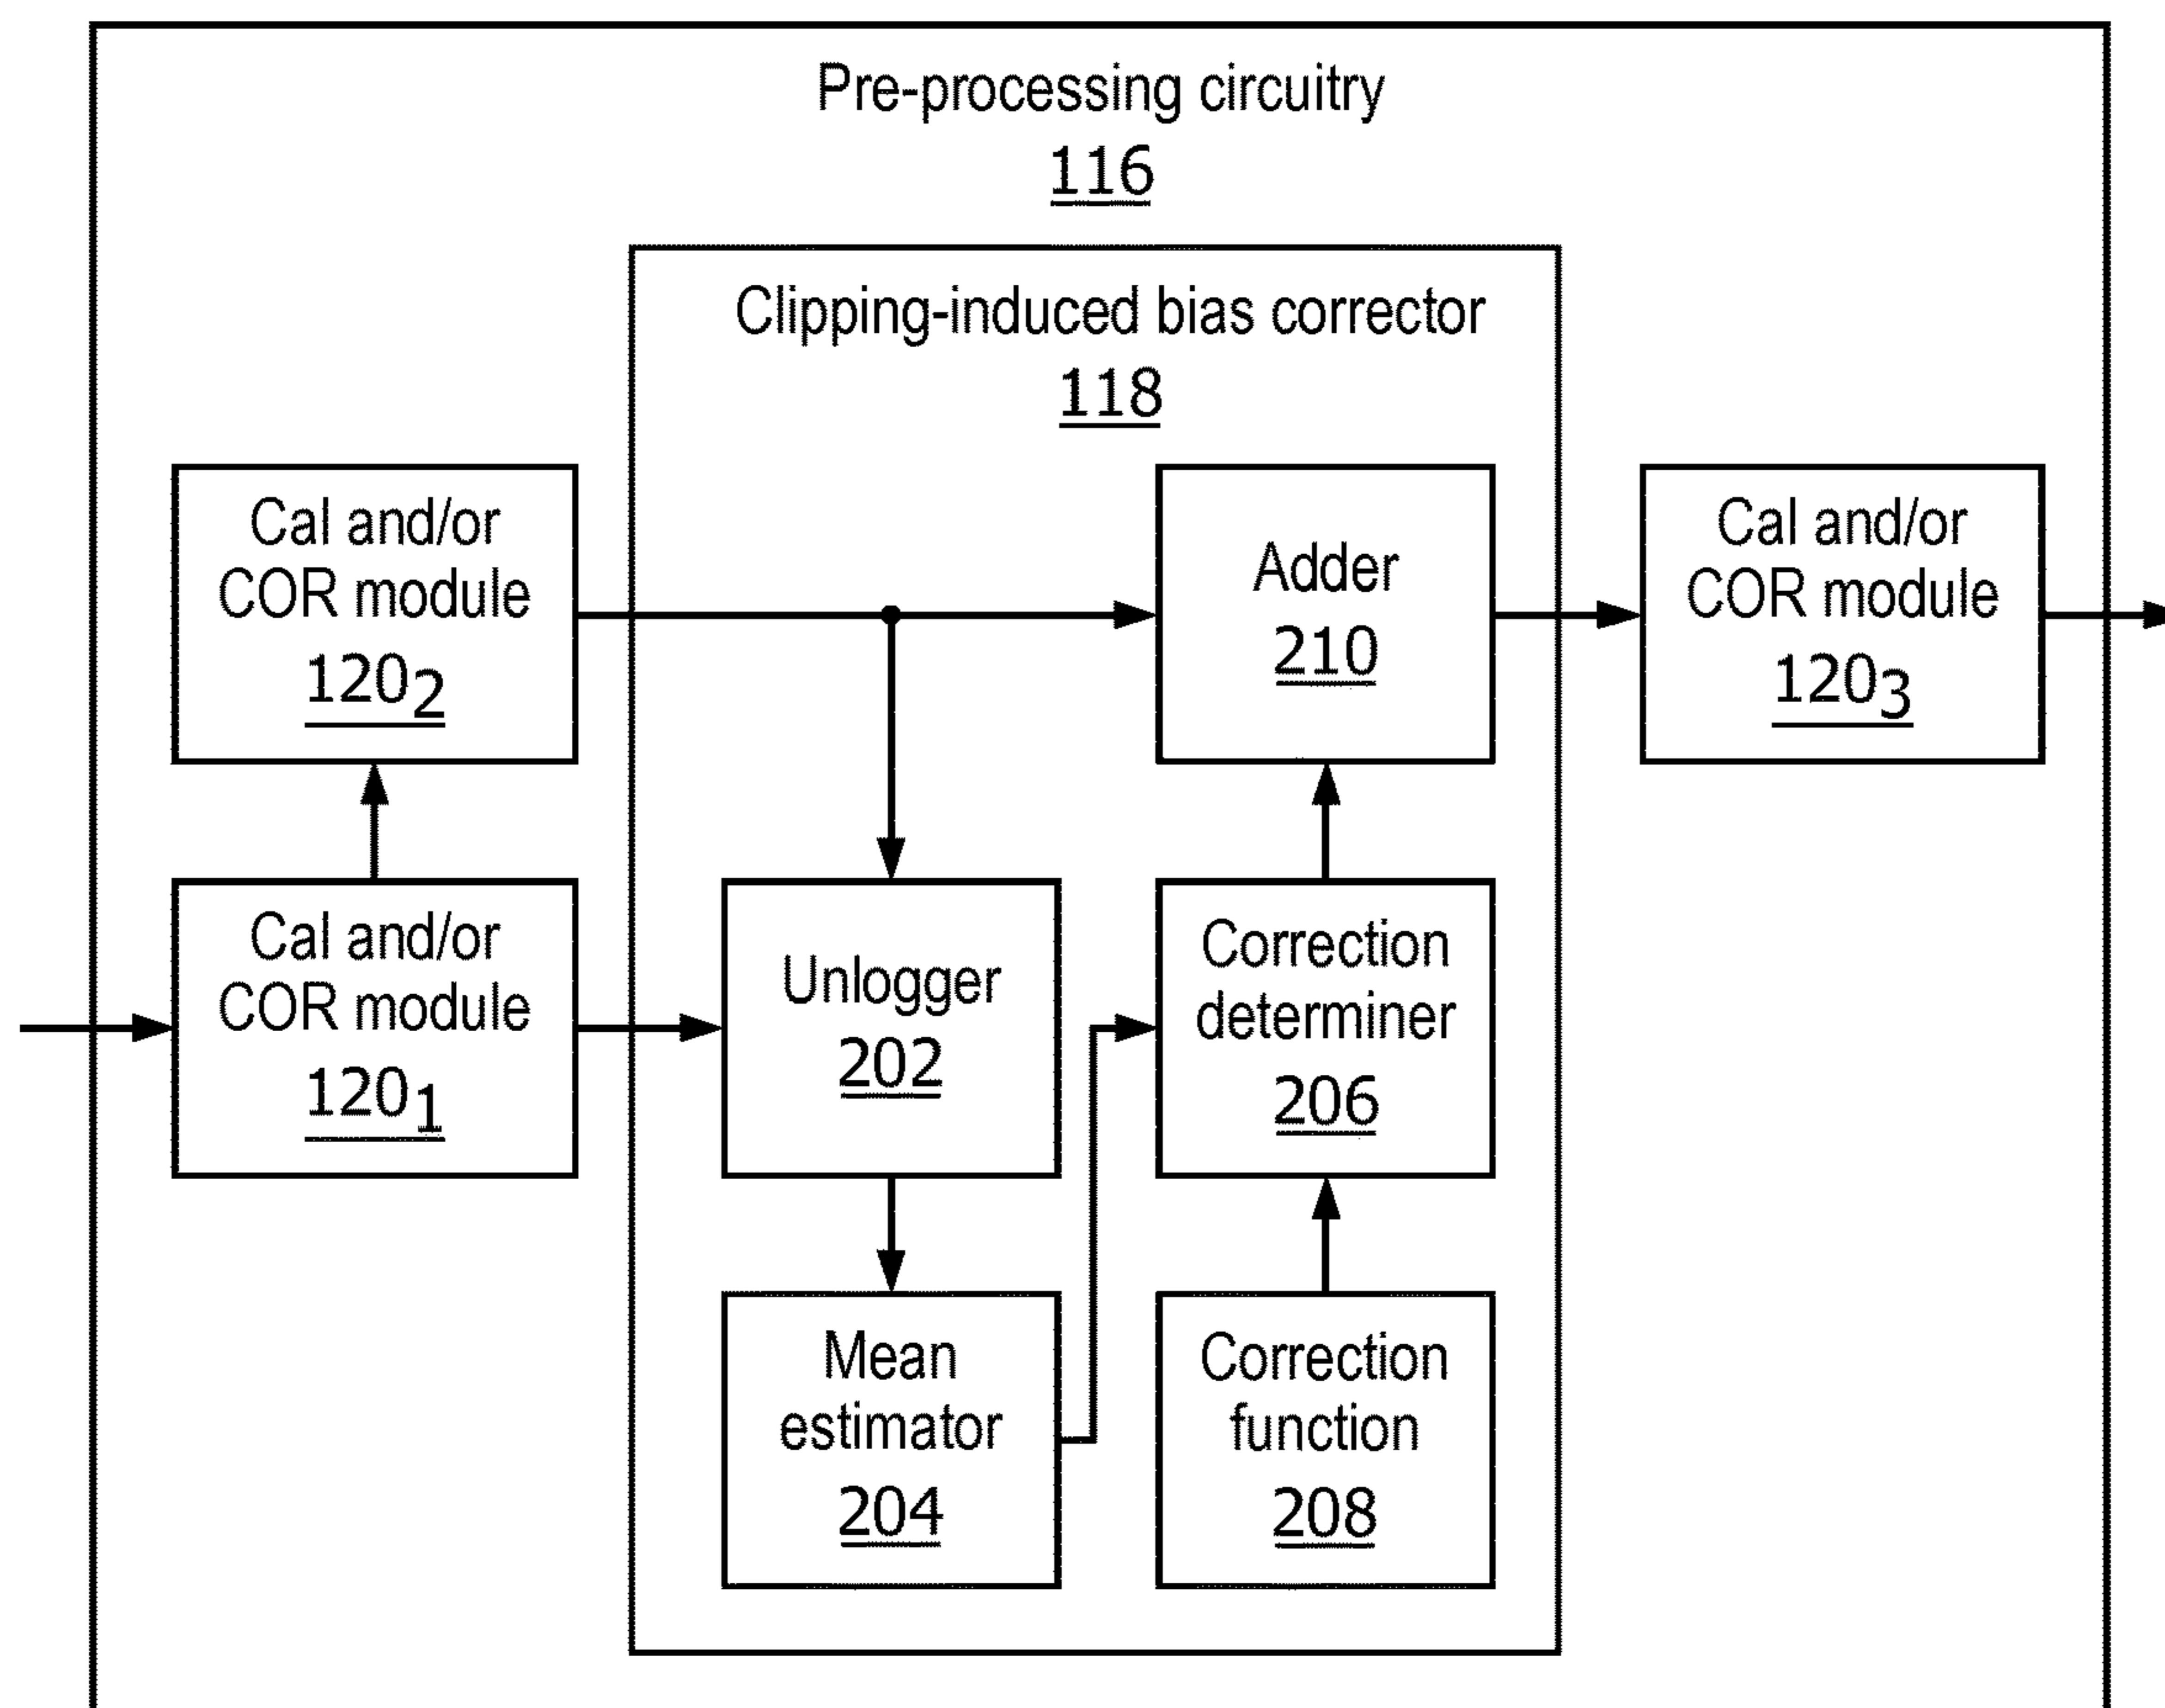 Pre-processing circuitry
116
Clipping-induced bias corrector
118
Cal and/or
COR module
120₂
Adder
210
Cal and/or
COR module
120₃
Cal and/or
COR module
120₁
Unlogger
202
Correction
determiner
206
Mean
estimator
204
Correction
function
208